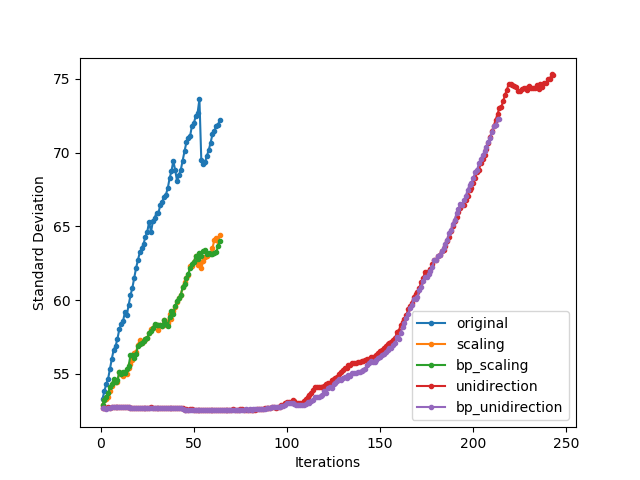 75
70
65
60
55
Standard Deviation
0
50
100
150
200
250
Iterations
original
scaling
bp_scaling
unidirection
bp_unidirection